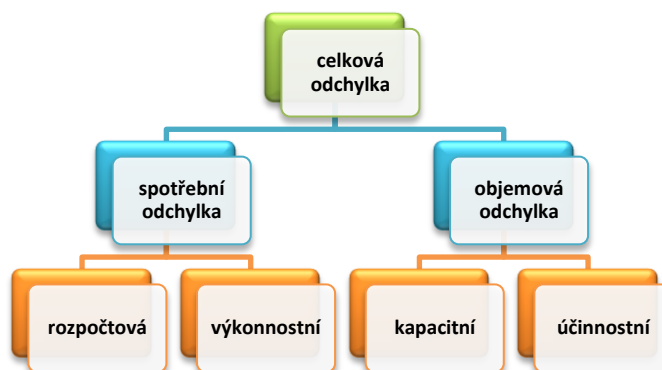 celková
odchylka
spotřební
odchylka
objemová
odchylka
rozpočtová
výkonnostní
kapacitní
účinnostní